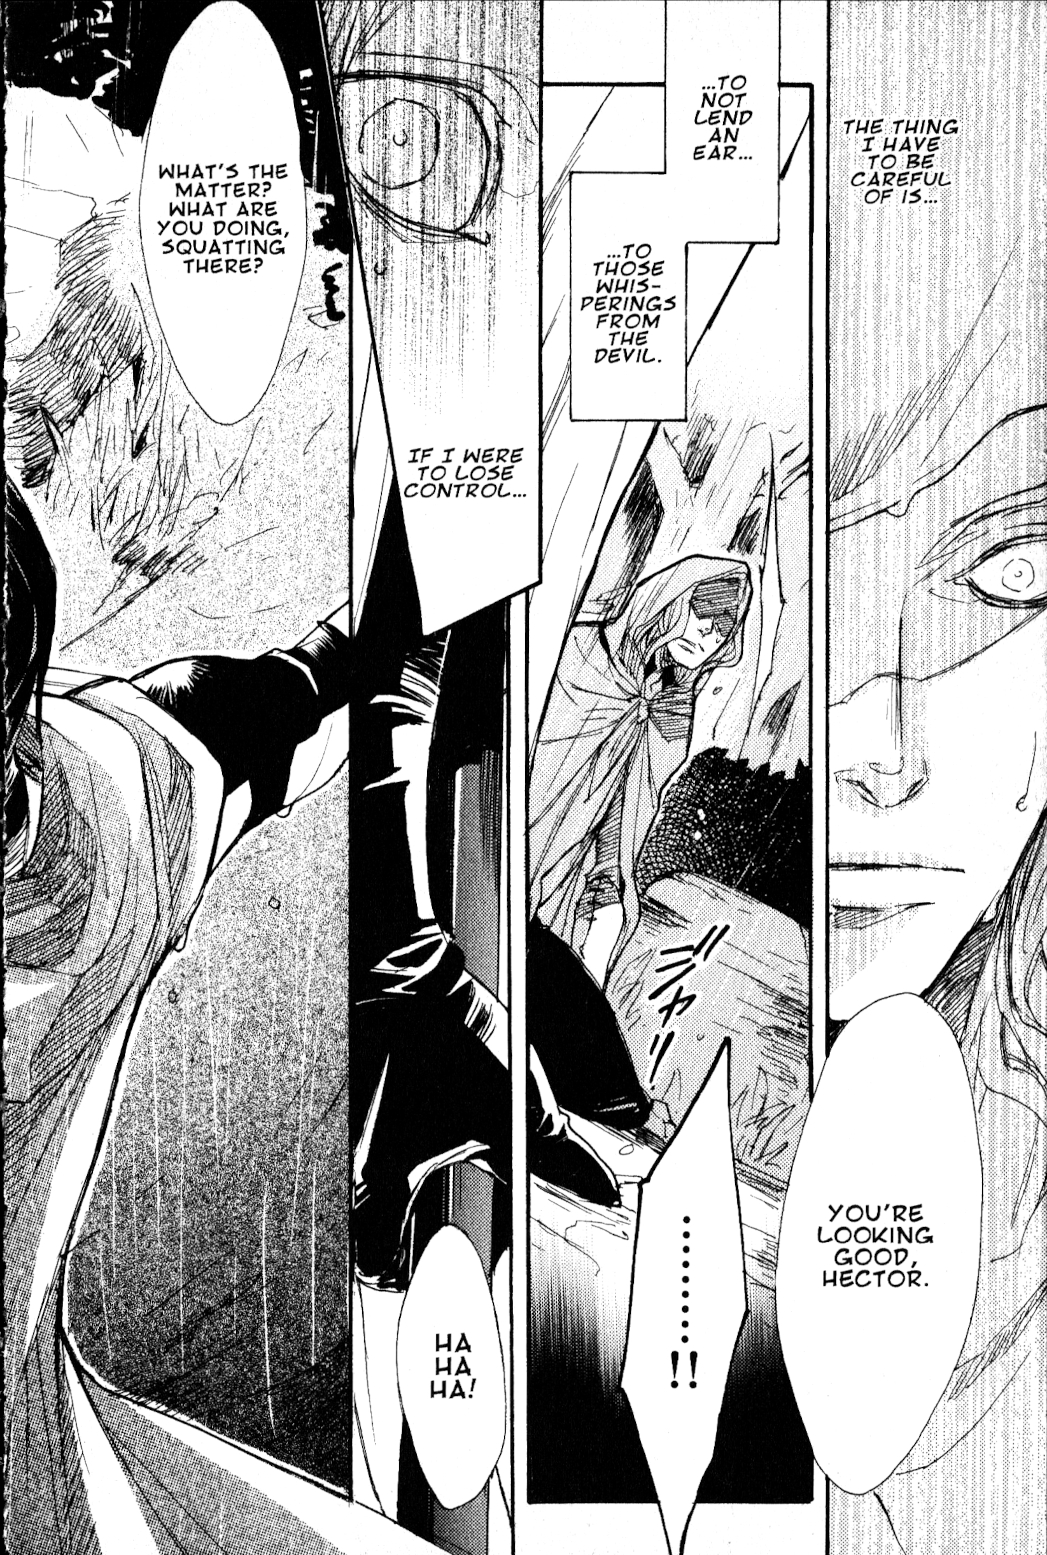 THE THING
I HAVE
TO BE
CAREFUL
OF IS...
YOU'RE
LOOKING
GOOD,
HECTOR.
...TO
NOT
LEND
AN
EAR...
...TO
THOSE
WHIS-
PERINGS
FROM
THE
DEVIL.
ジャリ
.......!!
IF I WERE
TO LOSE
CONTROL...
HA
HA
HA!
WHAT'S THE
MATTER?
WHAT ARE
YOU DOING,
SQUATTING
THERE?